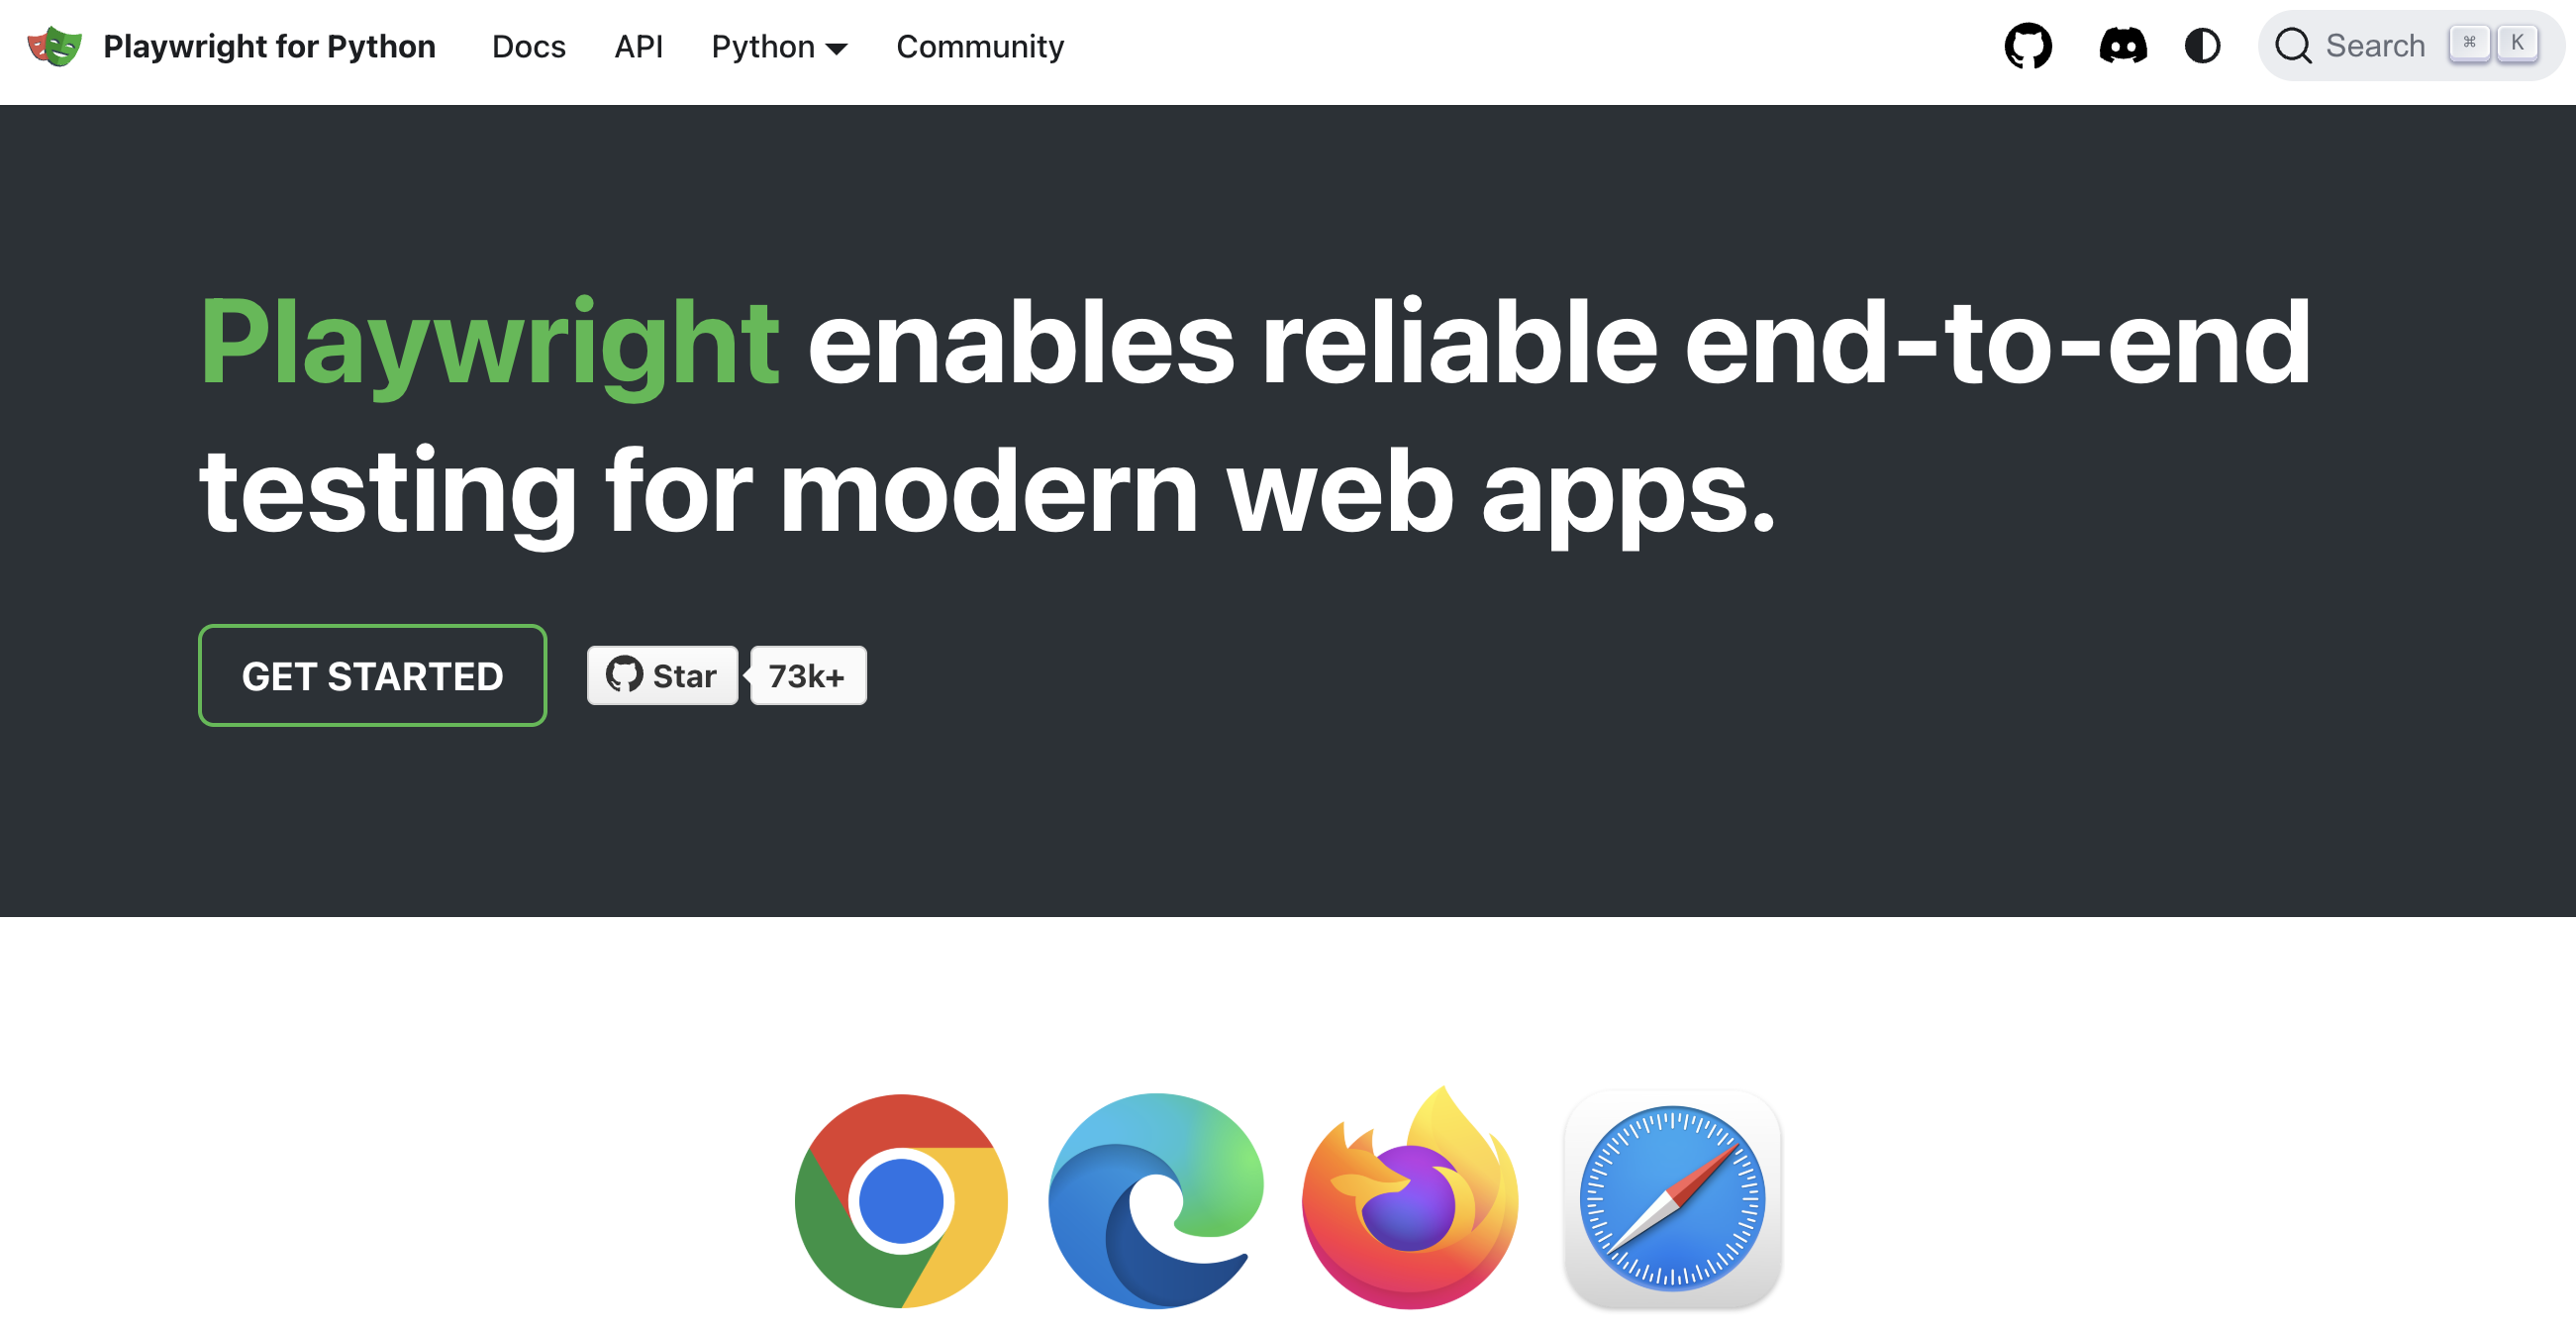 Playwright for Python Docs API Python Community Search ⌘ K
Playwright enables reliable end-to-end
testing for modern web apps.
GET STARTED Star 73k+